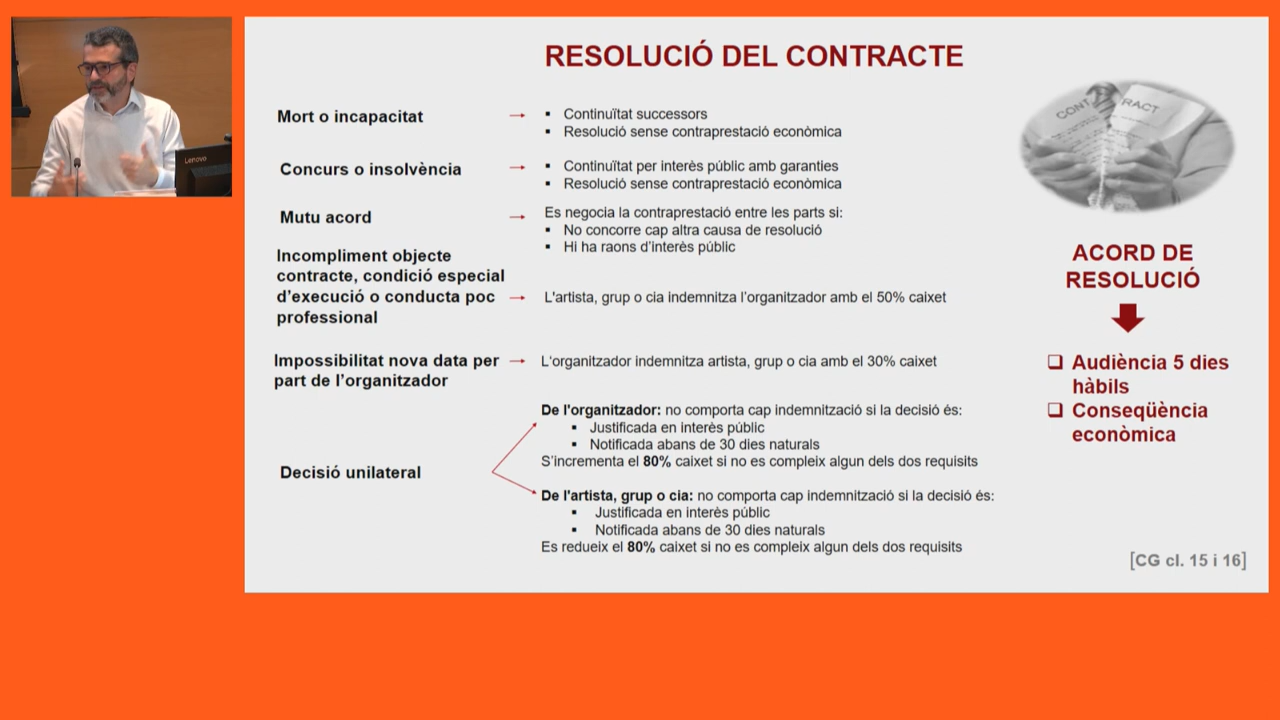 Lenovo
RESOLUCIÓ DEL CONTRACTE
Mort o incapacitat
▪ Continuïtat successors
▪ Resolució sense contraprestació econòmica
Concurs o insolvència
▪ Continuïtat per interès públic amb garanties
▪ Resolució sense contraprestació econòmica
Mutu acord
Es negocia la contraprestació entre les parts si:
▪ No concorre cap altra causa de resolució
▪ Hi ha raons d’interès públic
Incompliment objecte
contracte, condició especial
d’execució o conducta poc
professional
L'artista, grup o cia indemnitza l’organitzador amb el 50% caixet
Impossibilitat nova data per
part de l’organitzador
L‘organitzador indemnitza artista, grup o cia amb el 30% caixet
Decisió unilateral
De l'organitzador: no comporta cap indemnització si la decisió és:
▪ Justificada en interès públic
▪ Notificada abans de 30 dies naturals
S’incrementa el 80% caixet si no es compleix algun dels dos requisits
De l'artista, grup o cia: no comporta cap indemnització si la decisió és:
▪ Justificada en interès públic
▪ Notificada abans de 30 dies naturals
Es redueix el 80% caixet si no es compleix algun dels dos requisits
CONT RACT
ACORD DE
RESOLUCIÓ
❑ Audiència 5 dies
hàbils
❑ Conseqüència
econòmica
[CG cl. 15 i 16]